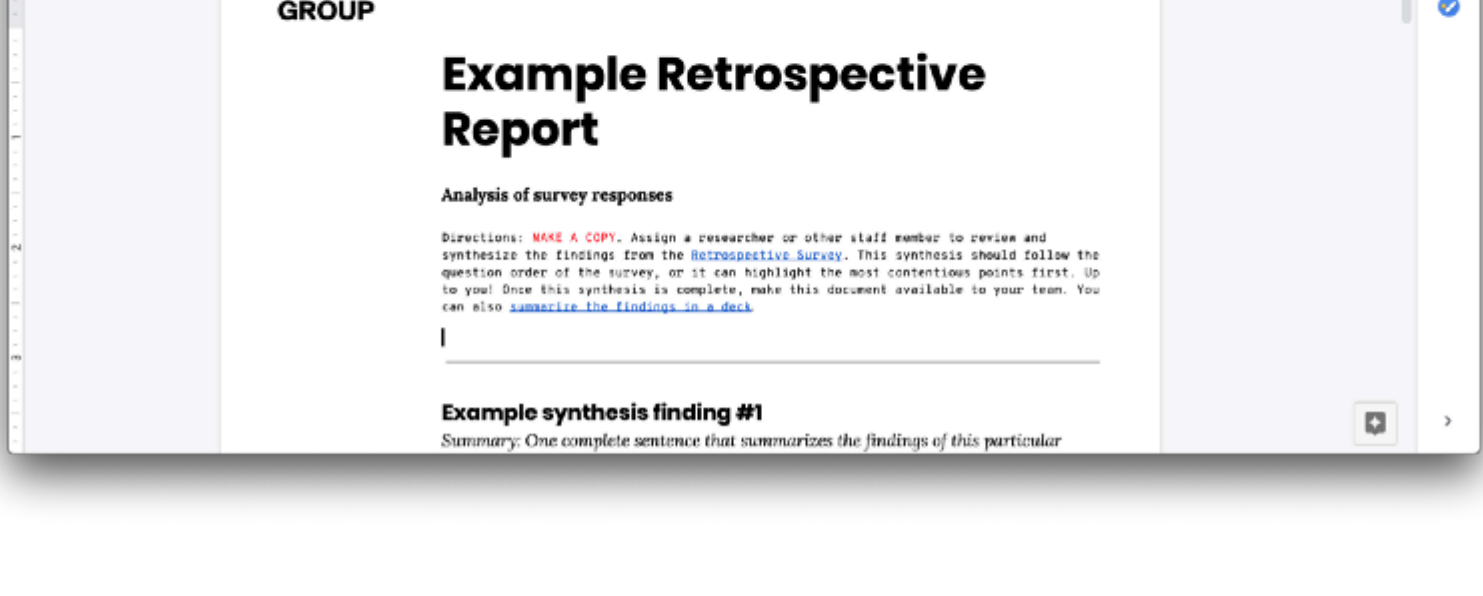 GROUP
Example Retrospective
Report
Analysis of survey responses
Directions: MAKE A COPY. Assign a researcher or other staff member to review and
synthesize the findings from the Retrospective Survey. This synthesis should follow the
question order of the survey, or it can highlight the most contentious points first. Up
to you! Once this synthesis is complete, make this document available to your team. You
can also summarize the findings in a deck
Example synthesis finding #1
Summary: One complete sentence that summarizes the findings of this particular
1
2
3